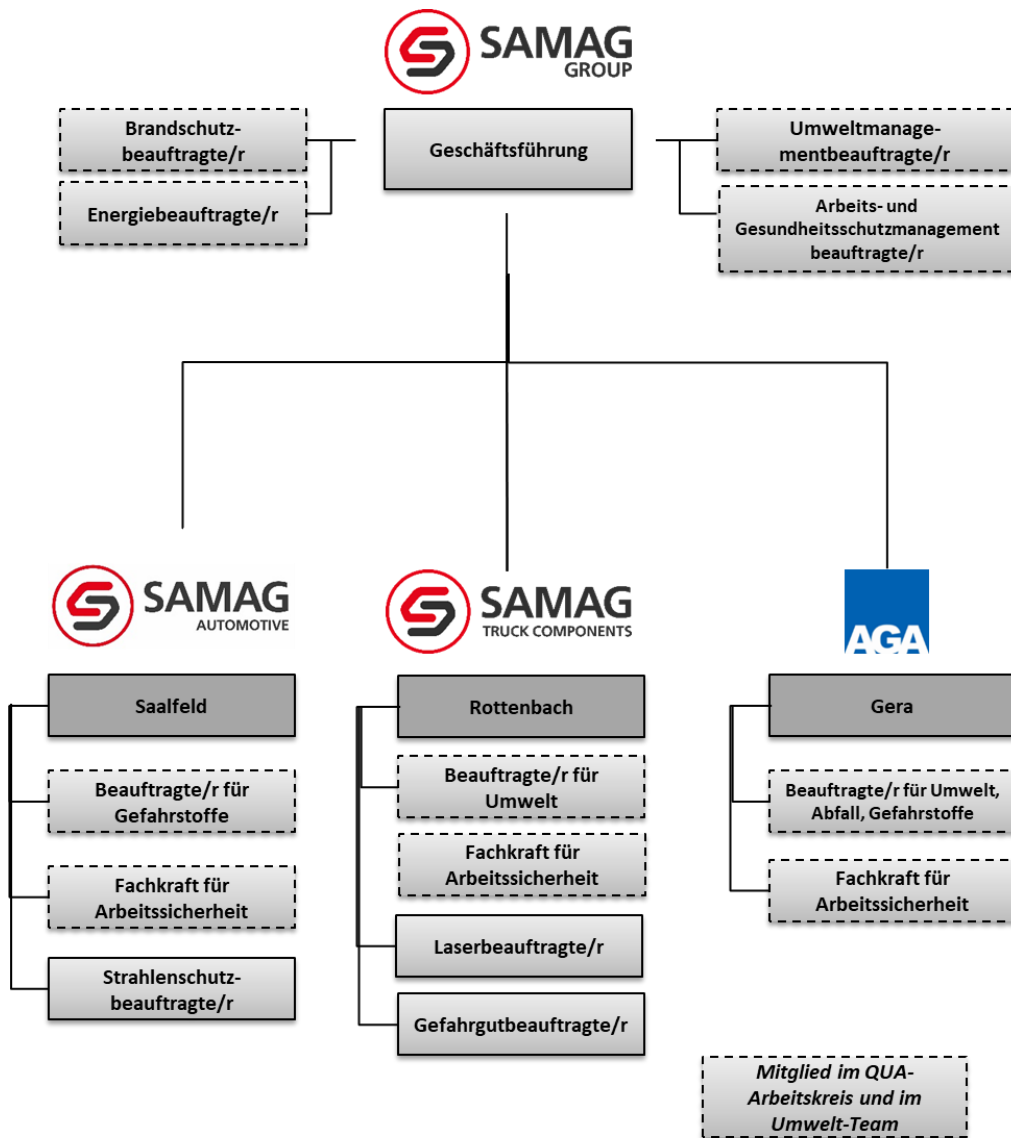 SAMAG
GROUP
Brandschutz-
beauftragte/r
Energiebeauftragte/r
Geschäftsführung
Umweltmanage-
mentbeauftragte/r
Arbeits- und
Gesundheitsschutzmanagement
beauftragte/r
SAMAG
AUTOMOTIVE
Saalfeld
Beauftragte/r für
Gefahrstoffe
Fachkraft für
Arbeitssicherheit
Strahlenschutz-
beauftragte/r
SAMAG
TRUCK COMPONENTS
Rottenbach
Beauftragte/r für
Umwelt
Fachkraft für
Arbeitssicherheit
Laserbeauftragte/r
Gefahrgutbeauftragte/r
AGA
Gera
Beauftragte/r für Umwelt,
Abfall, Gefahrstoffe
Fachkraft für
Arbeitssicherheit
Mitglied im QUA-
Arbeitskreis und im
Umwelt-Team